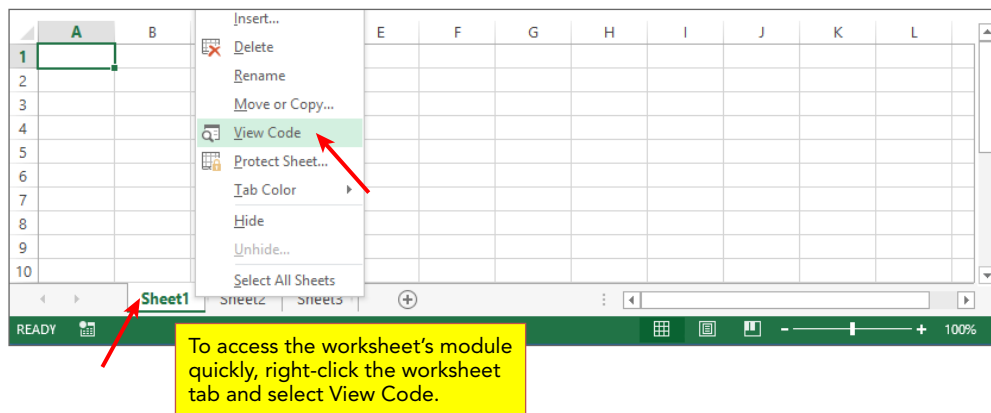 Insert...
A B E F G H I J K L
Delete
1
Rename
2
Move or Copy...
3
View Code
4
Protect Sheet...
5
6
Tab Color
7
Hide
8
Unhide...
9
Select All Sheets
10
Sheet1 Sheet2 Sheet3
READY 100%
To access the worksheet’s module
quickly, right-click the worksheet
tab and select View Code.